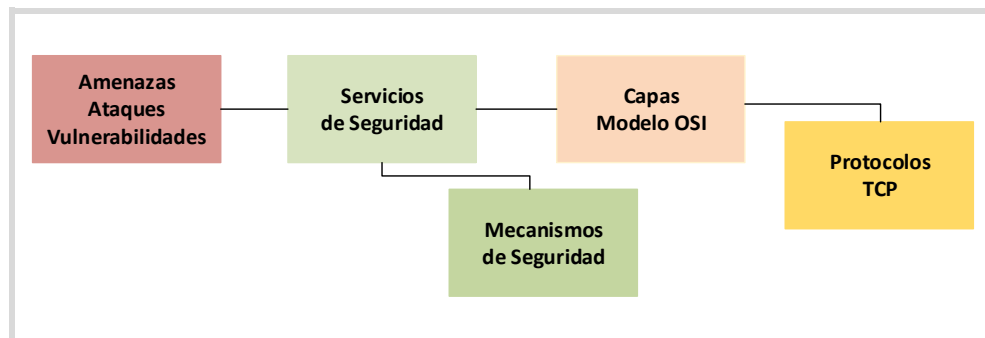 Amenazas
Ataques
Vulnerabilidades
Servicios
de Seguridad
Capas
Modelo OSI
Protocolos
TCP
Mecanismos
de Seguridad